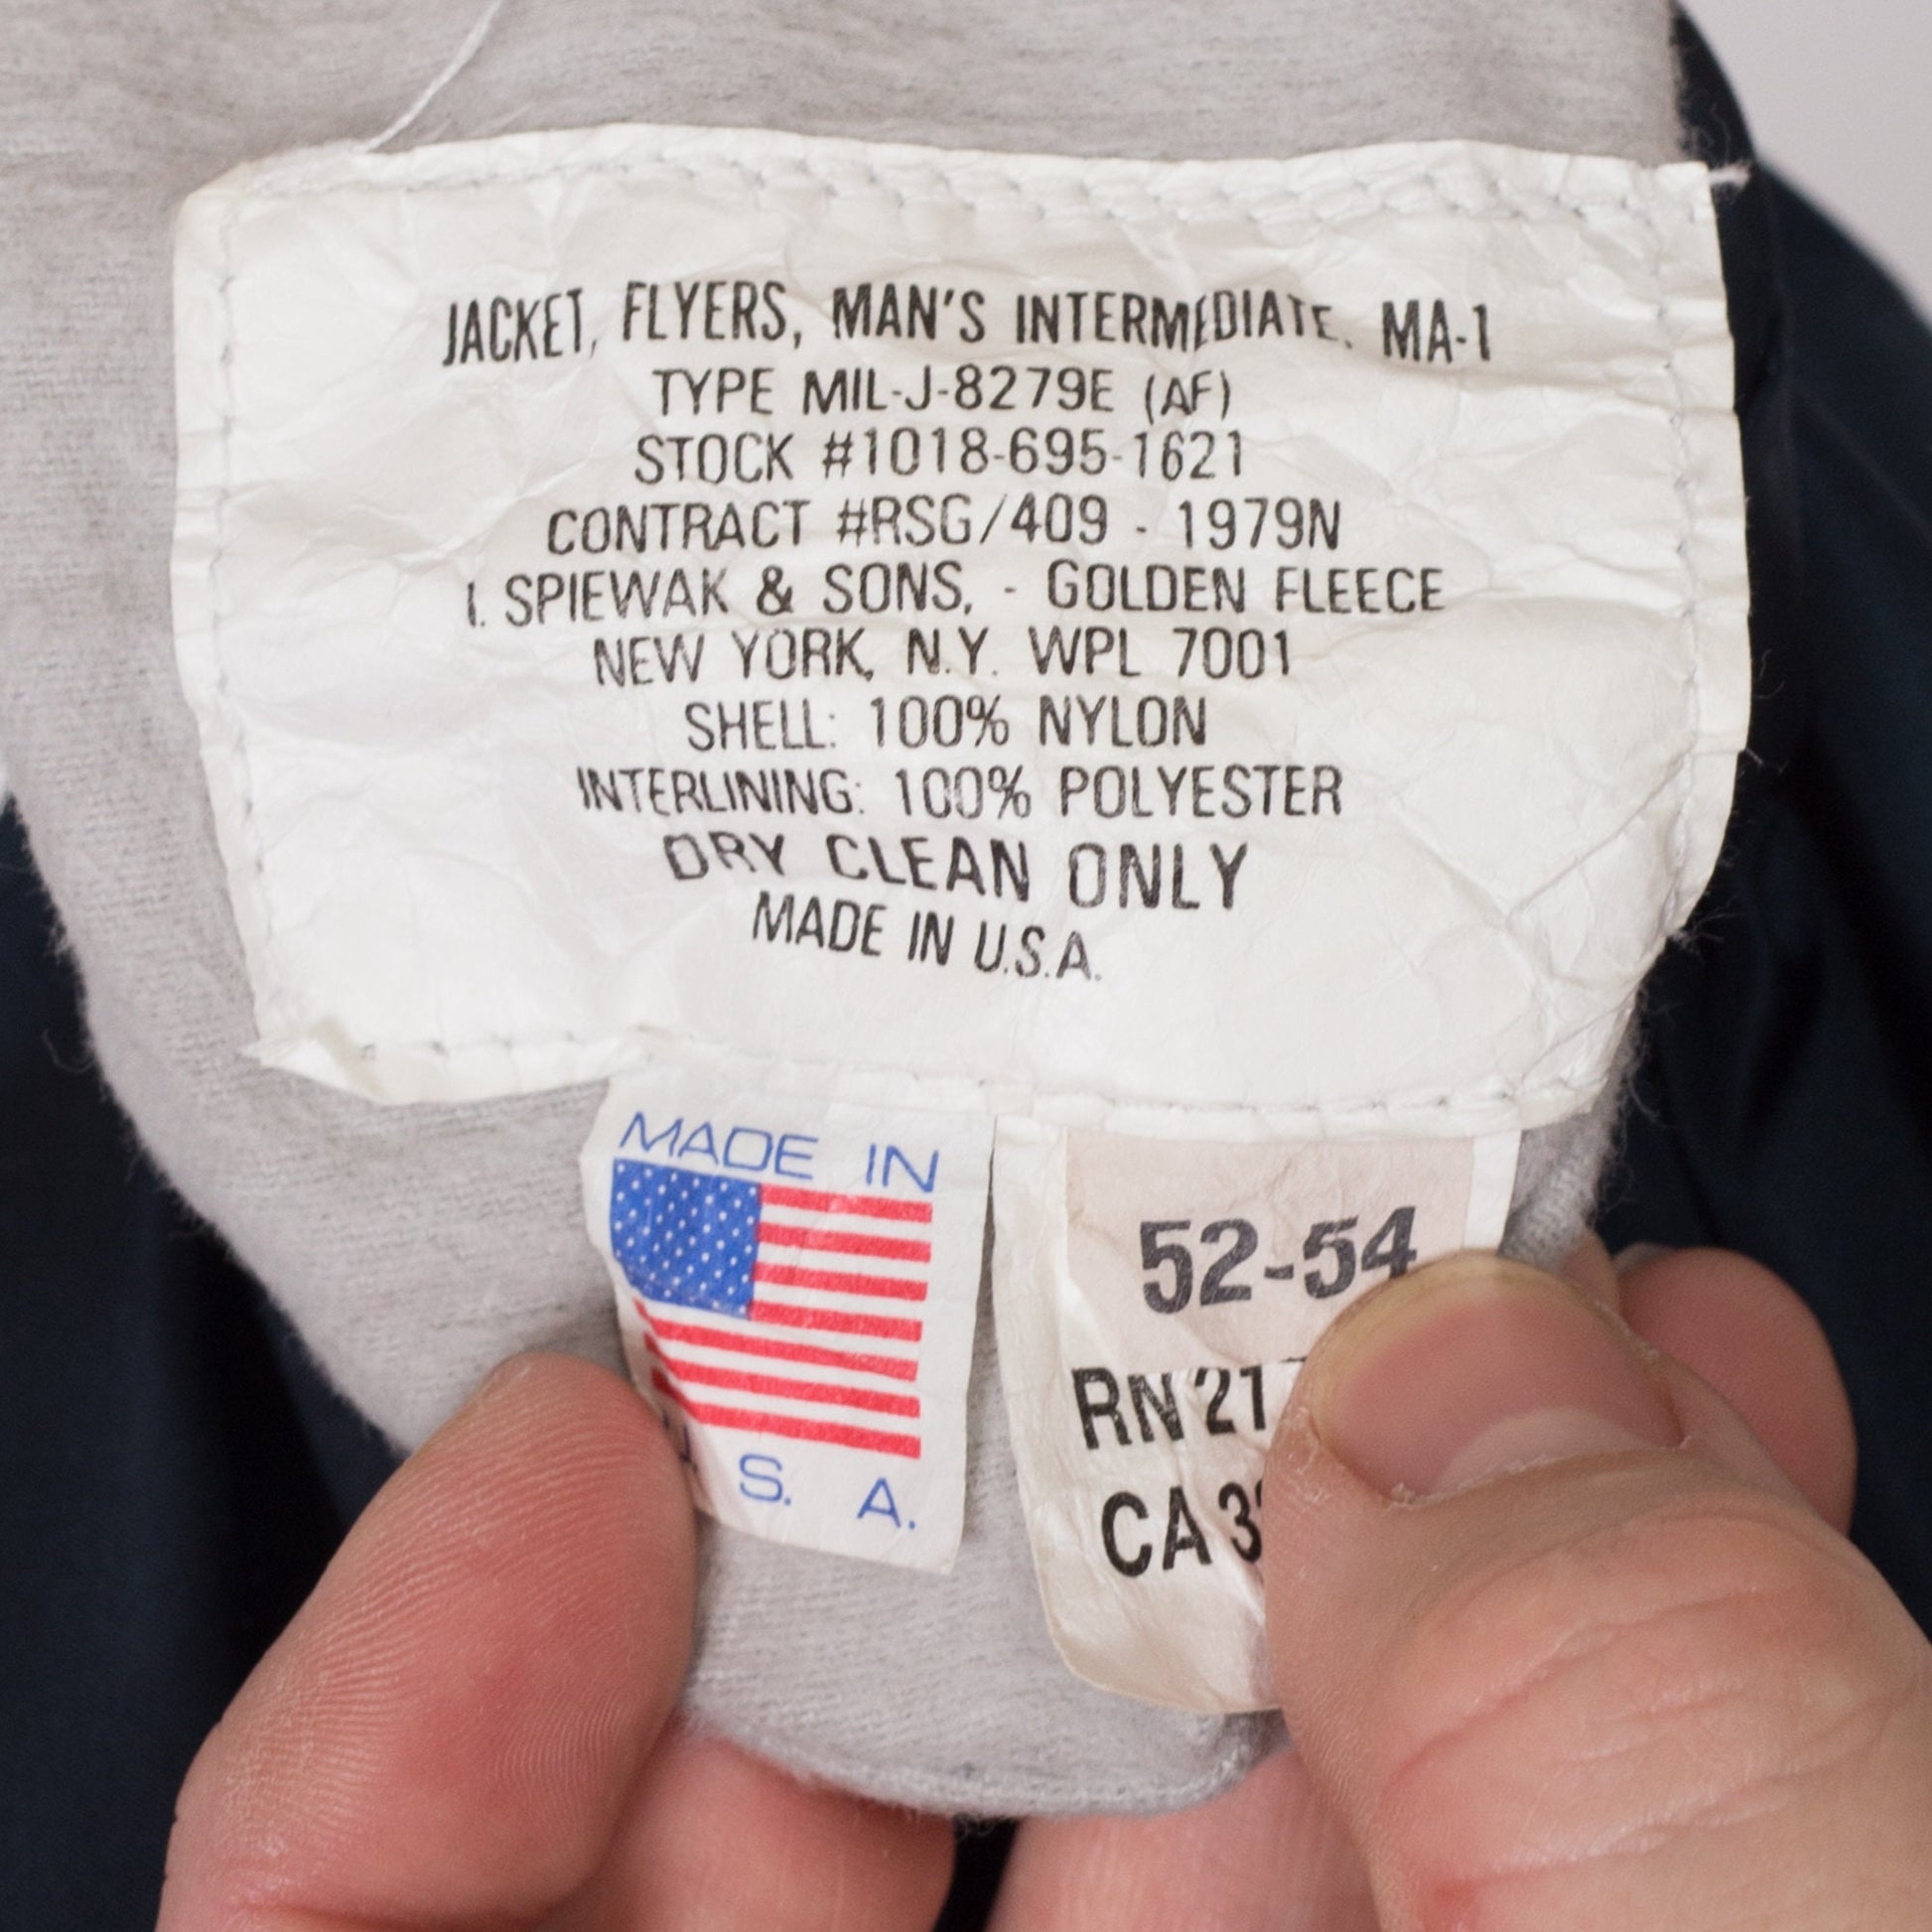 JACKET, FLYERS, MAN'S INTERMEDIATE. MA-1
TYPE MIL-J-8279E (AF)
STOCK #1018-695-1621
CONTRACT #RSG/409 - 1979N
I. SPIEWAK & SONS, - GOLDEN FLEECE
NEW YORK, N.Y. WPL 7001
SHELL: 100% NYLON
INTERLINING: 100% POLYESTER
DRY CLEAN ONLY
MADE IN U.S.A.
MADE IN
U. S. A.
52-54
RN 21
CA